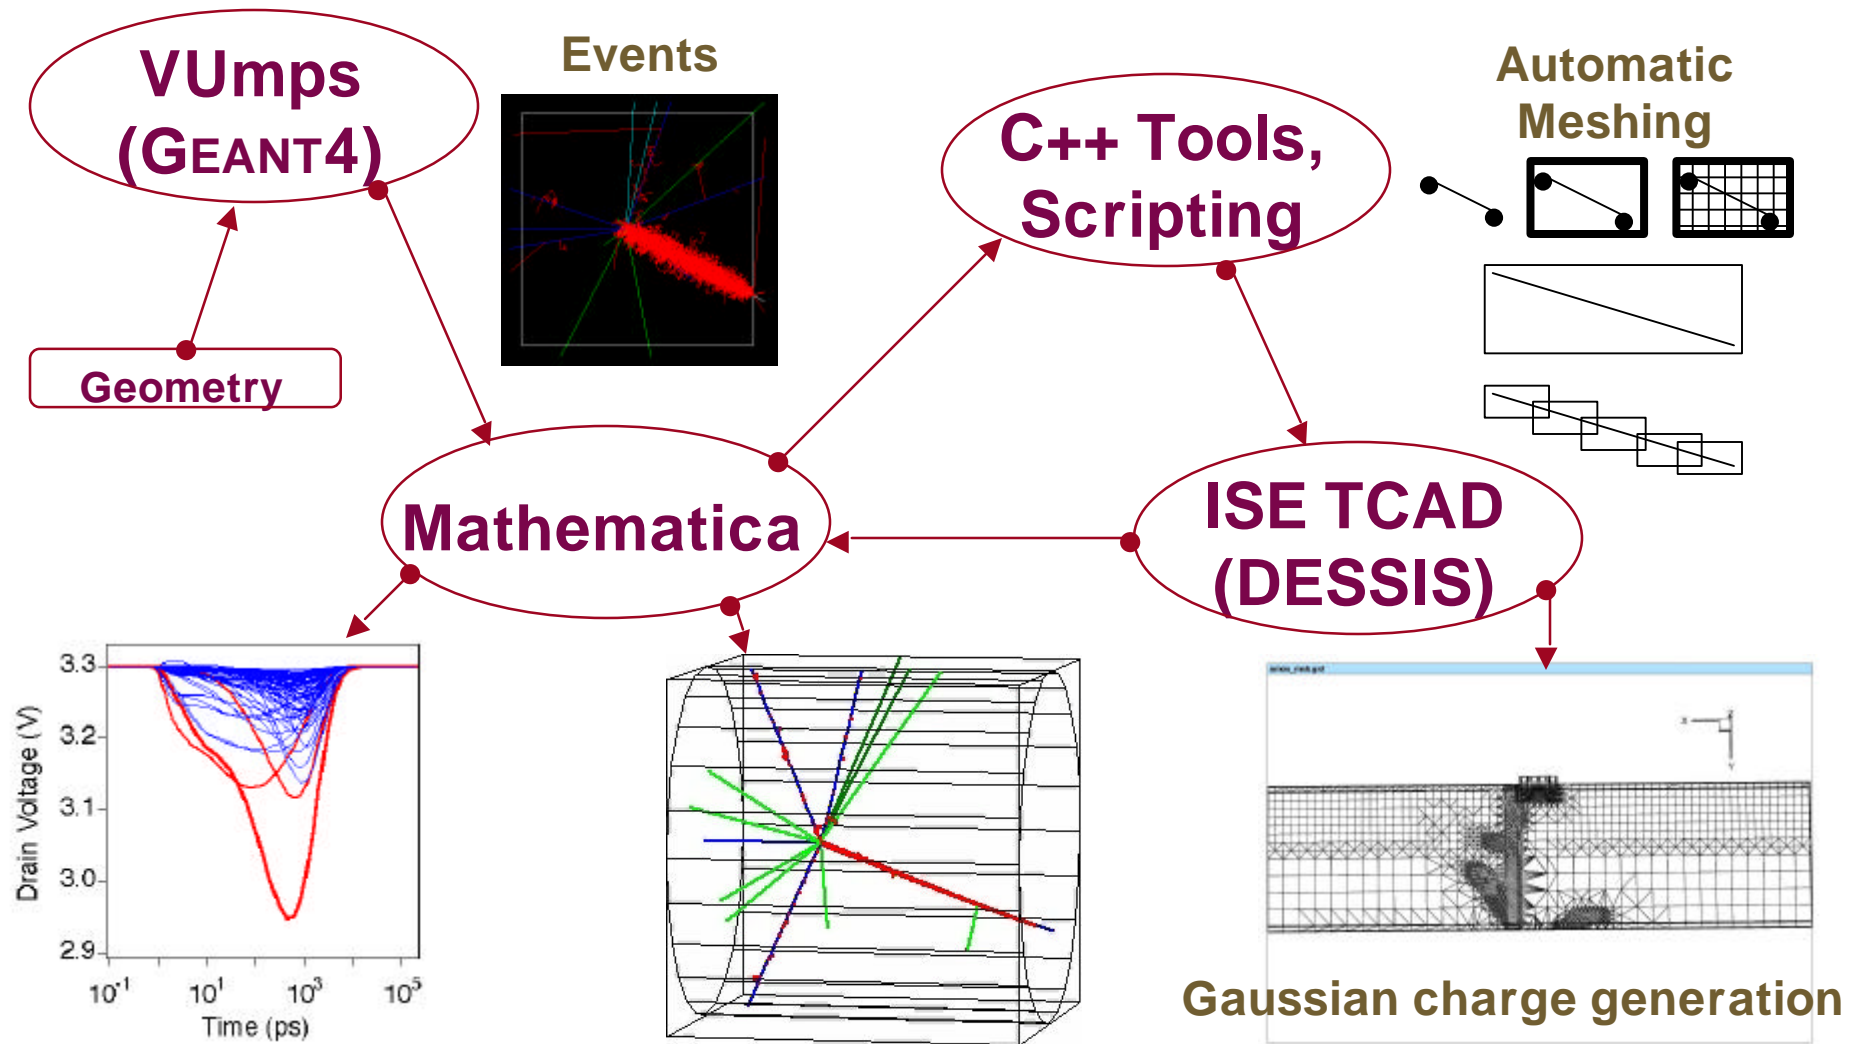 VUmps
(GEANT4)
Events
C++ Tools,
Scripting
Automatic
Meshing
Geometry
Mathematica
ISE TCAD
(DESSIS)
Drain Voltage (V)
3.3
3.2
3.1
3.0
2.9
10-1 101 103 105
Time (ps)
X
Y
Gaussian charge generation